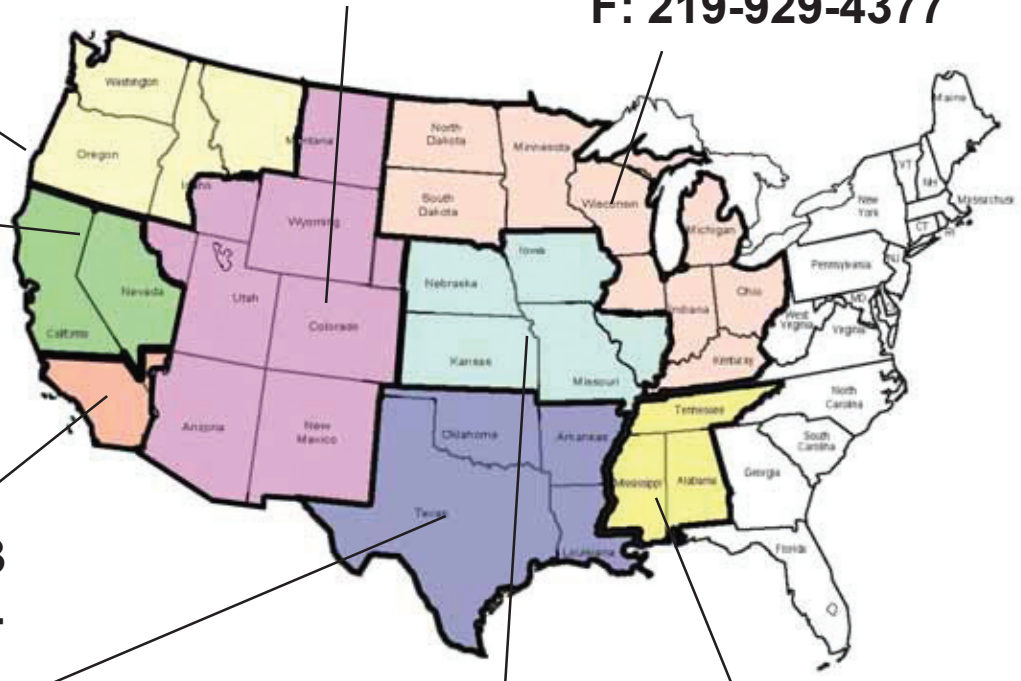 F: 219-929-4377
Washington
Oregon
Idaho
Montana
Wyoming
Utah
Colorado
Nevada
California
Arizona
New
Mexico
North
Dakota
South
Dakota
Minnesota
Wisconsin
Michigan
Iowa
Nebraska
Kansas
Missouri
Indiana
Ohio
Kentucky
Oklahoma
Arkansas
Texas
Louisiana
Tennessee
Mississippi
Alabama
Georgia
Florida
South
Carolina
North
Carolina
Virginia
West
Virginia
MD
Pennsylvania
NJ
New
York
CT
RI
Massachusetts
VT
NH
Maine